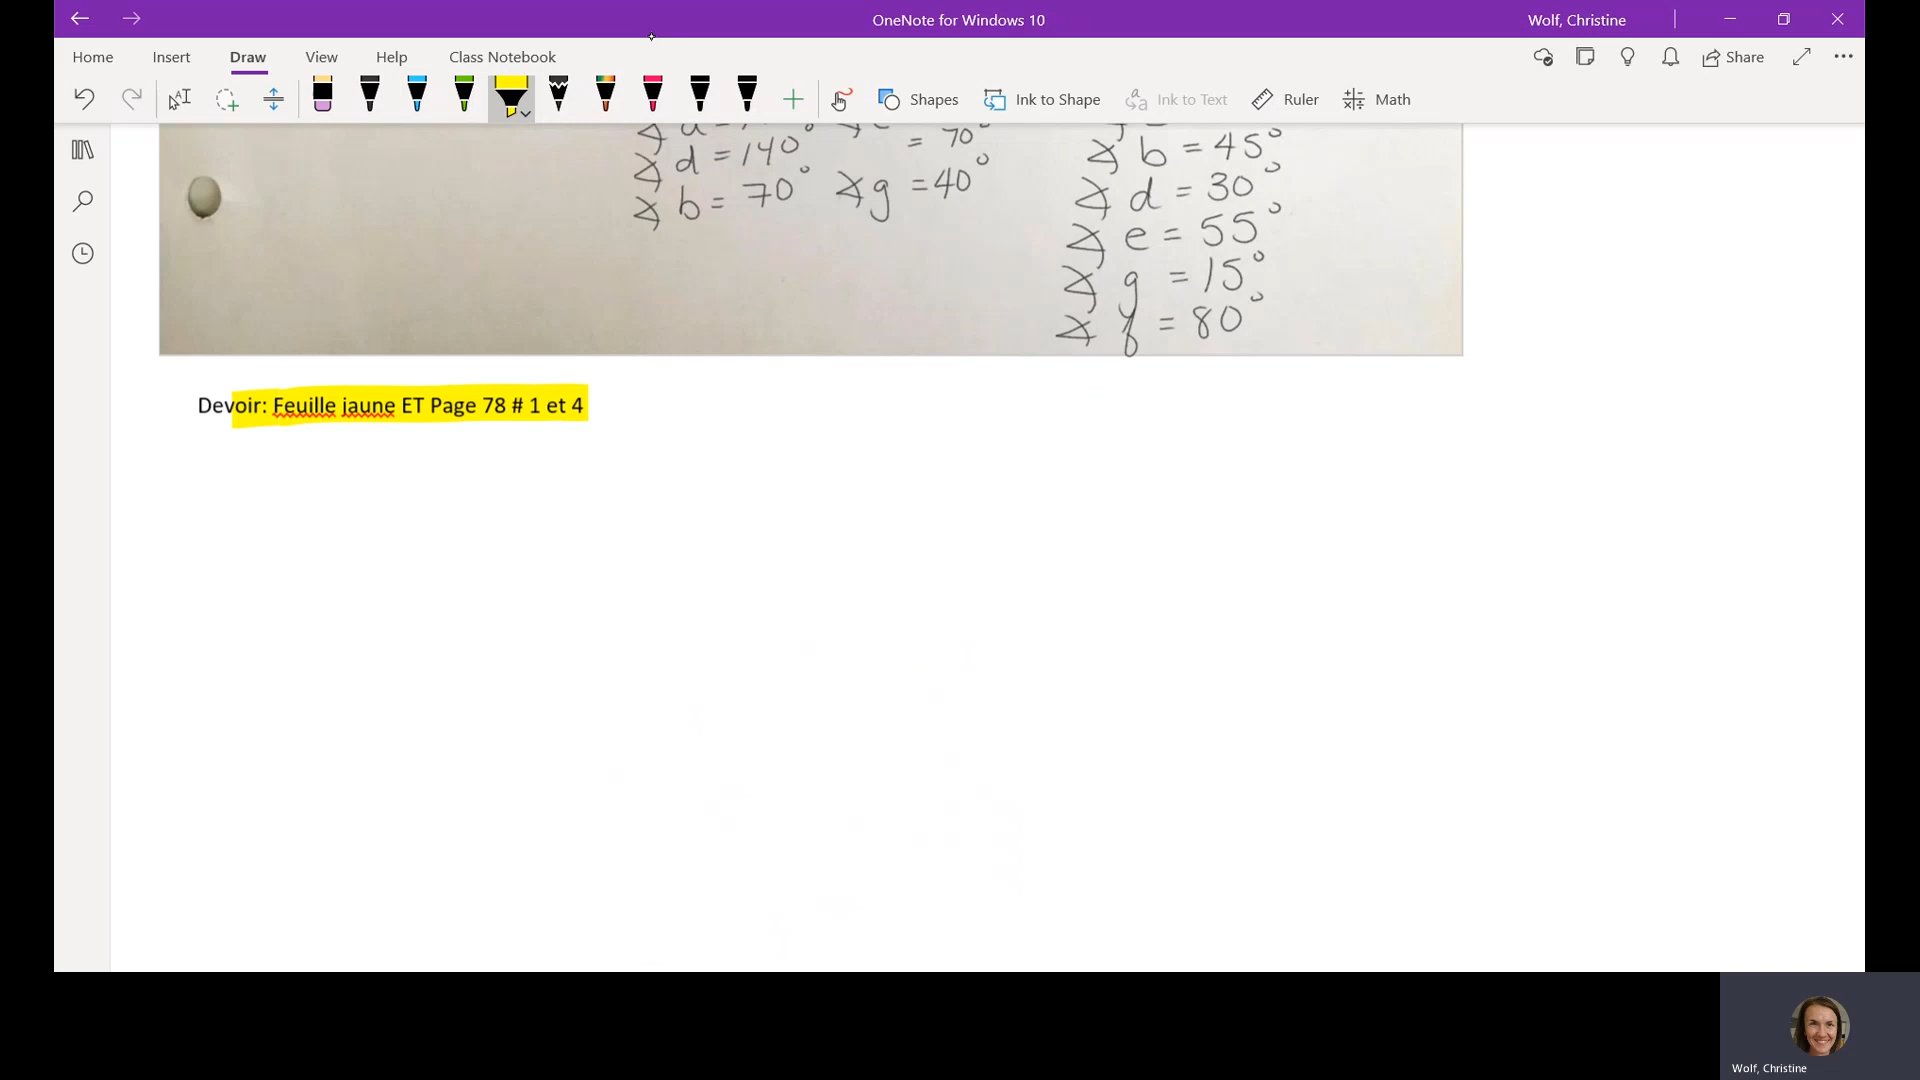 OneNote for Windows 10
Wolf, Christine
Home Insert Draw View Help Class Notebook
Share
Shapes Ink to Shape Ink to Text Ruler Math
= 70°
∡ d = 140°
∡ b = 70° ∡ g = 40°
∡ b = 45°
∡ d = 30°
∡ e = 55°
∡ g = 15°
∡ f = 80°
Devoir: Feuille jaune ET Page 78 # 1 et 4
Wolf, Christine